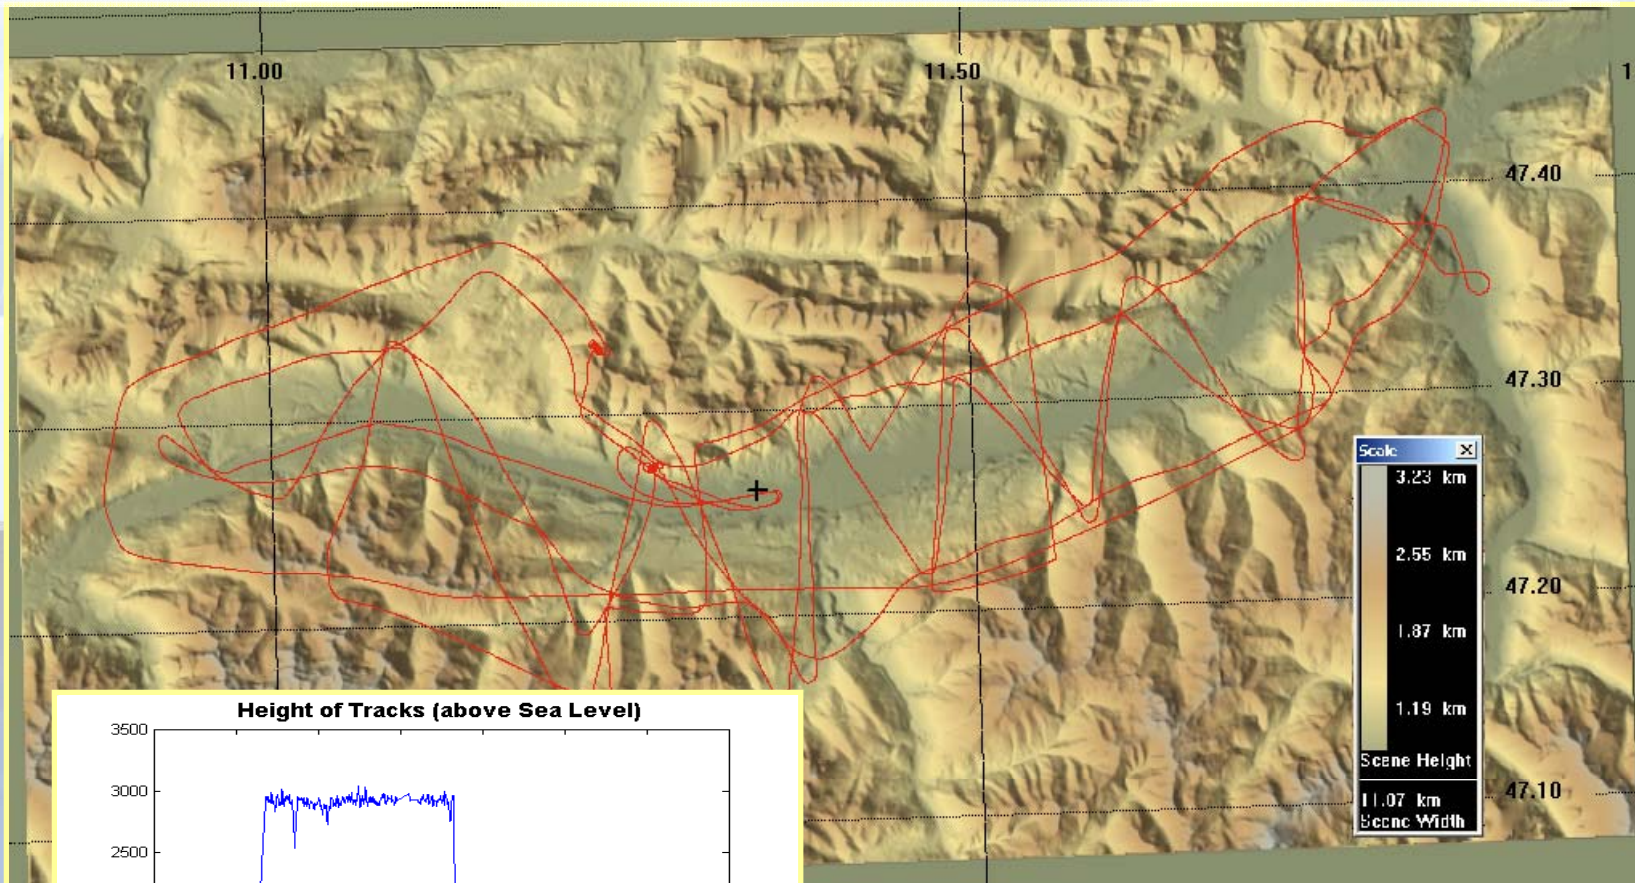 11.00
11.50
1
47.40
47.30
47.20
47.10
Scale
3.23 km
2.55 km
1.87 km
1.19 km
Scene Height
11.07 km
Scene Width
Height of Tracks (above Sea Level)
3500
3000
2500